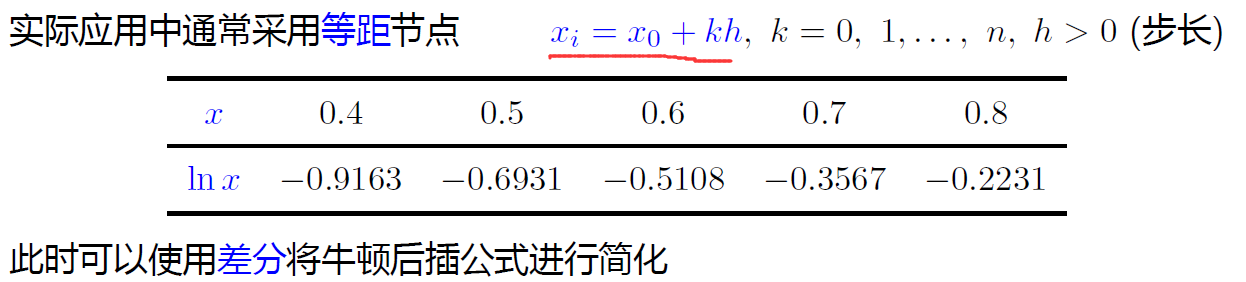 实际应用中通常采用等距节点 xᵢ = x₀ + kh, k = 0, 1, …, n, h > 0 (步长)
x 0.4 0.5 0.6 0.7 0.8
ln x −0.9163 −0.6931 −0.5108 −0.3567 −0.2231
此时可以使用差分将牛顿后插公式进行简化